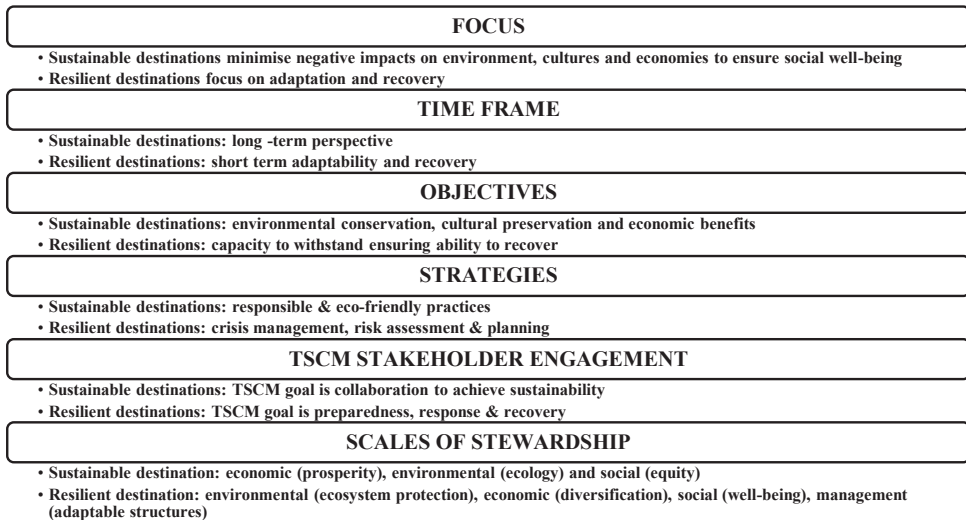 FOCUS
• Sustainable destinations minimise negative impacts on environment, cultures and economies to ensure social well-being
• Resilient destinations focus on adaptation and recovery
TIME FRAME
• Sustainable destinations: long -term perspective
• Resilient destinations: short term adaptability and recovery
OBJECTIVES
• Sustainable destinations: environmental conservation, cultural preservation and economic benefits
• Resilient destinations: capacity to withstand ensuring ability to recover
STRATEGIES
• Sustainable destinations: responsible & eco-friendly practices
• Resilient destinations: crisis management, risk assessment & planning
TSCM STAKEHOLDER ENGAGEMENT
• Sustainable destinations: TSCM goal is collaboration to achieve sustainability
• Resilient destinations: TSCM goal is preparedness, response & recovery
SCALES OF STEWARDSHIP
• Sustainable destination: economic (prosperity), environmental (ecology) and social (equity)
• Resilient destination: environmental (ecosystem protection), economic (diversification), social (well-being), management
(adaptable structures)